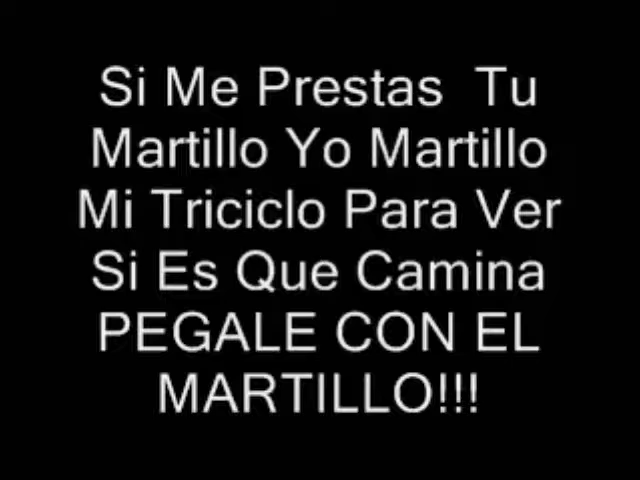 Si Me Prestas  Tu
Martillo Yo Martillo
Mi Triciclo Para Ver
Si Es Que Camina
PEGALE CON EL
MARTILLO!!!